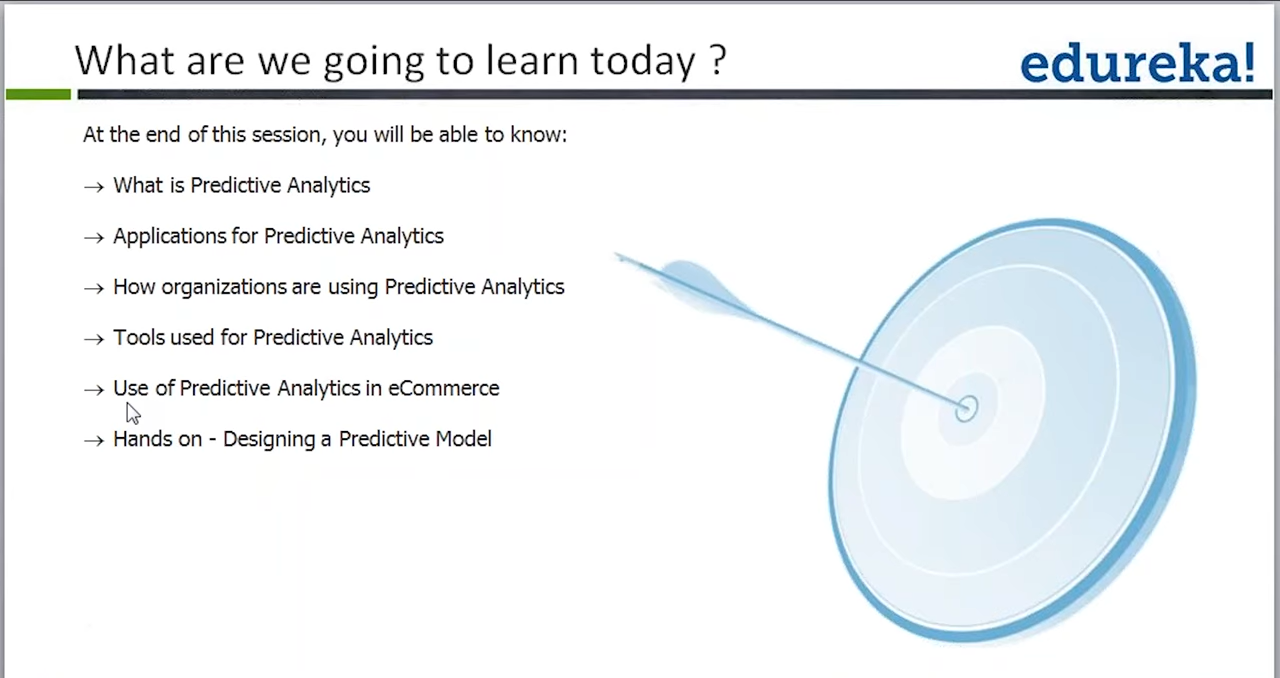 What are we going to learn today ?
edureka!
At the end of this session, you will be able to know:
→ What is Predictive Analytics
→ Applications for Predictive Analytics
→ How organizations are using Predictive Analytics
→ Tools used for Predictive Analytics
→ Use of Predictive Analytics in eCommerce
→ Hands on - Designing a Predictive Model